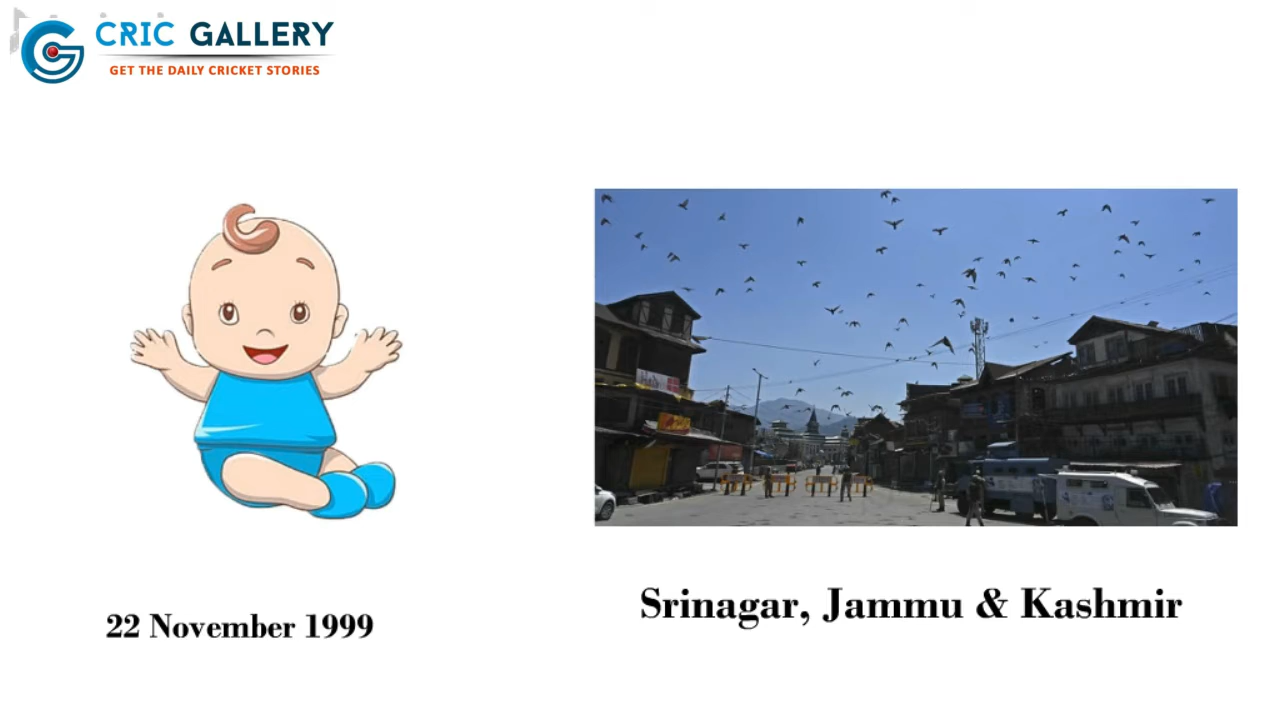 CRIC GALLERY
GET THE DAILY CRICKET STORIES
22 November 1999
Srinagar, Jammu & Kashmir